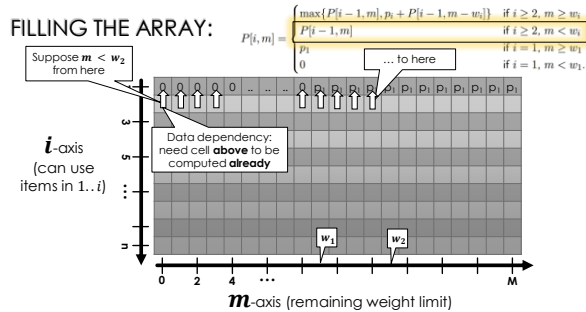 FILLING THE ARRAY:
P[i, m] = { max{P[i − 1, m], p_i + P[i − 1, m − w_i]} if i ≥ 2, m ≥ w_i
P[i − 1, m] if i ≥ 2, m < w_i
p_1 if i = 1, m ≥ w_1
0 if i = 1, m < w_1.
Suppose m < w_2
from here
... to here
0 0 0 0 0 .. .. .. 0 p_1 p_1 p_1 p_1 p_1 p_1 p_1 p_1 p_1 p_1 p_1
3
Data dependency:
need cell above to be
computed already
i-axis
(can use
items in 1..i)
5
...
n
w_1
w_2
0 2 4 ... M
m-axis (remaining weight limit)